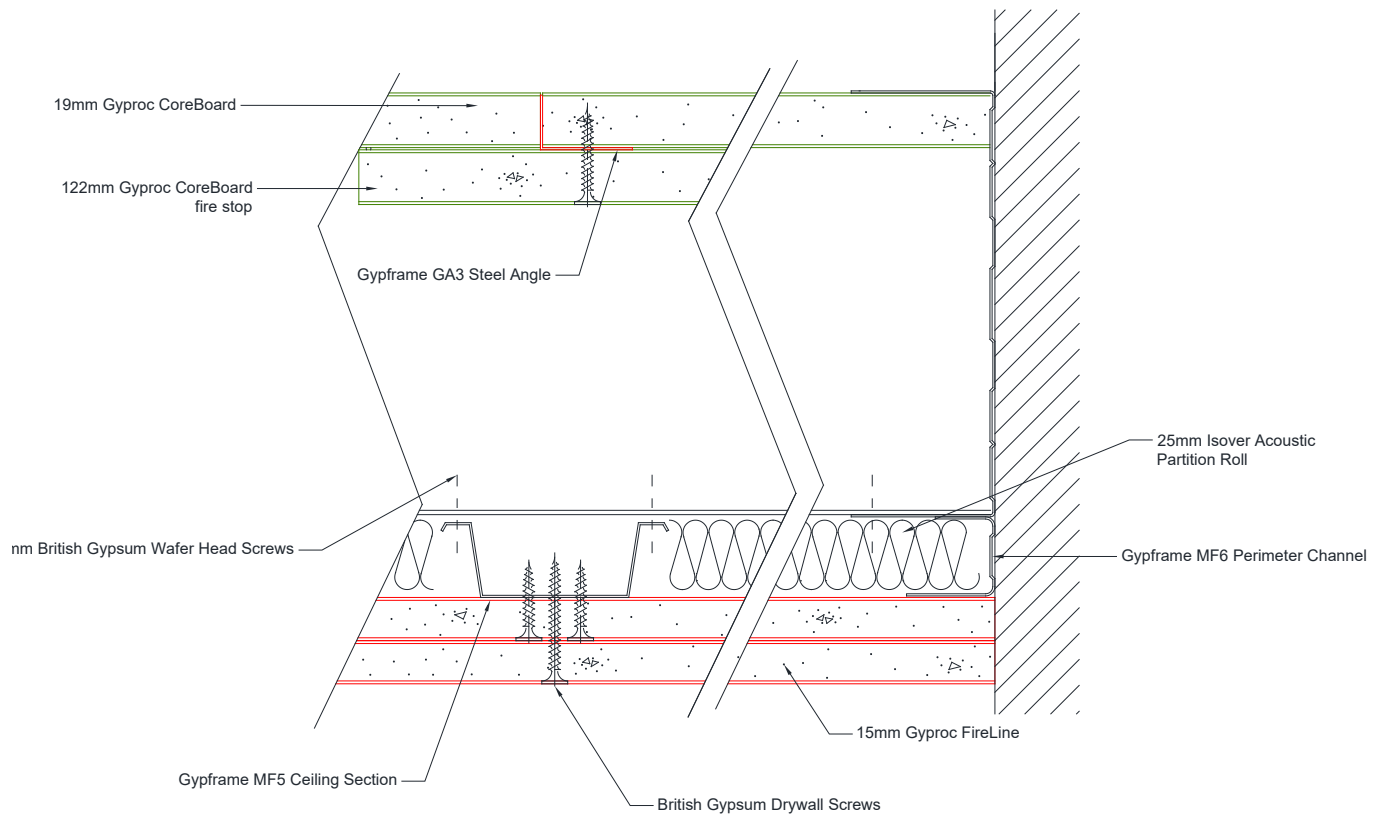 19mm Gyproc CoreBoard
122mm Gyproc CoreBoard
fire stop
Gypframe GA3 Steel Angle
25mm Isover Acoustic
Partition Roll
nm British Gypsum Wafer Head Screws
Gypframe MF6 Perimeter Channel
15mm Gyproc FireLine
Gypframe MF5 Ceiling Section
British Gypsum Drywall Screws